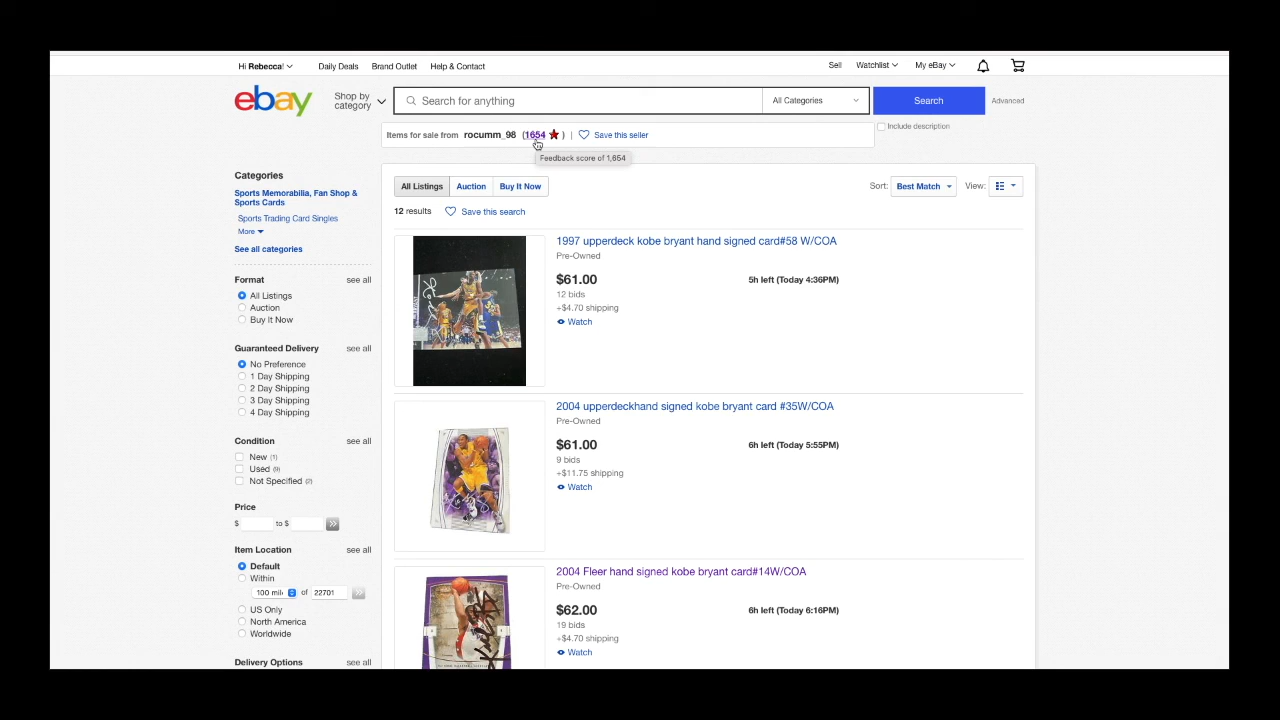 Hi Rebecca!
Daily Deals
Brand Outlet
Help & Contact
Sell
Watchlist
My eBay
ebay
Shop by category
Search for anything
All Categories
Search
Advanced
Include description
Items for sale from rocumm_98 (1654 ) | Save this seller
Feedback score of 1,654
Categories
Sports Memorabilia, Fan Shop &
Sports Cards
Sports Trading Card Singles
More
See all categories
Format see all
All Listings
Auction
Buy It Now
Guaranteed Delivery see all
No Preference
1 Day Shipping
2 Day Shipping
3 Day Shipping
4 Day Shipping
Condition see all
New (1)
Used (9)
Not Specified (2)
Price
$ to $
Item Location see all
Default
Within
100 mil of 22701
US Only
North America
Worldwide
Delivery Options see all
All Listings Auction Buy It Now
Sort: Best Match View:
12 results Save this search
1997 upperdeck kobe bryant hand signed card#58 W/COA
Pre-Owned
$61.00 5h left (Today 4:36PM)
12 bids
+$4.70 shipping
Watch
2004 upperdeckhand signed kobe bryant card #35W/COA
Pre-Owned
$61.00 6h left (Today 5:55PM)
9 bids
+$11.75 shipping
Watch
2004 Fleer hand signed kobe bryant card#14W/COA
Pre-Owned
$62.00 6h left (Today 6:16PM)
19 bids
+$4.70 shipping
Watch